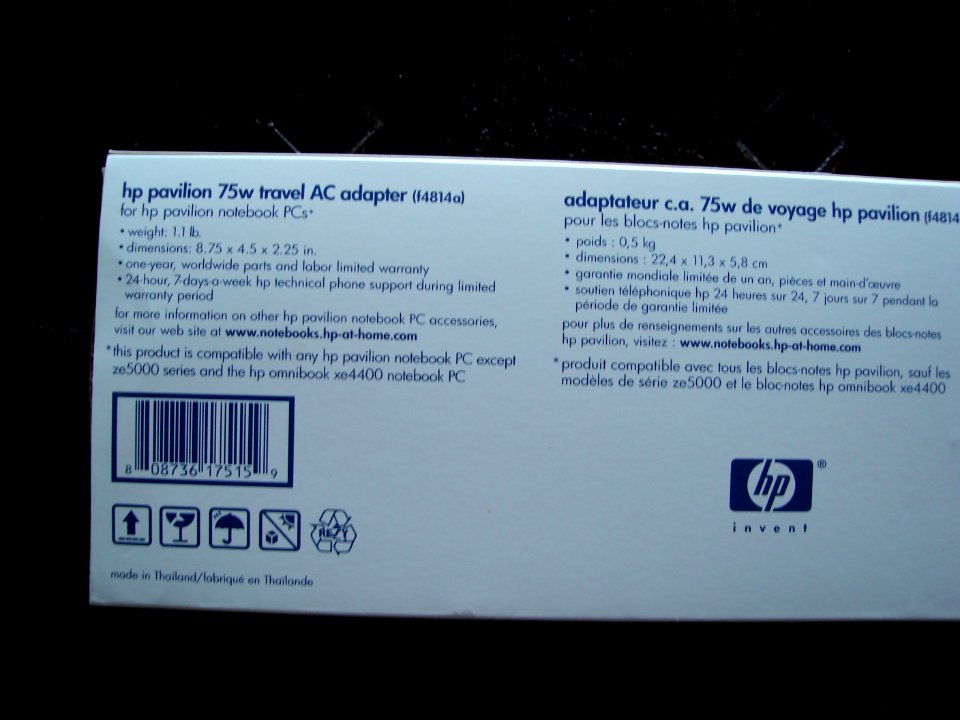 hp pavilion 75w travel AC adapter (f4814a)
for hp pavilion notebook PCs*
• weight: 1.1 lb.
• dimensions: 8.75 x 4.5 x 2.25 in.
• one-year, worldwide parts and labor limited warranty
• 24-hour, 7-days-a-week hp technical phone support during limited
warranty period
for more information on other hp pavilion notebook PC accessories,
visit our web site at www.notebooks.hp-at-home.com
*this product is compatible with any hp pavilion notebook PC except
ze5000 series and the hp omnibook xe4400 notebook PC
8 08736 17515 9
REZY
made in Thailand/fabriqué en Thaïlande
adaptateur c.a. 75w de voyage hp pavilion (f4814
pour les blocs-notes hp pavilion*
• poids : 0,5 kg
• dimensions : 22,4 x 11,3 x 5,8 cm
• garantie mondiale limitée de un an, pièces et main-d'œuvre
• soutien téléphonique hp 24 heures sur 24, 7 jours sur 7 pendant la
période de garantie limitée
pour plus de renseignements sur les autres accessoires des blocs-notes
hp pavilion, visitez : www.notebooks.hp-at-home.com
*produit compatible avec tous les blocs-notes hp pavilion, sauf les
modèles de série ze5000 et le bloc-notes hp omnibook xe4400
hp ®
invent